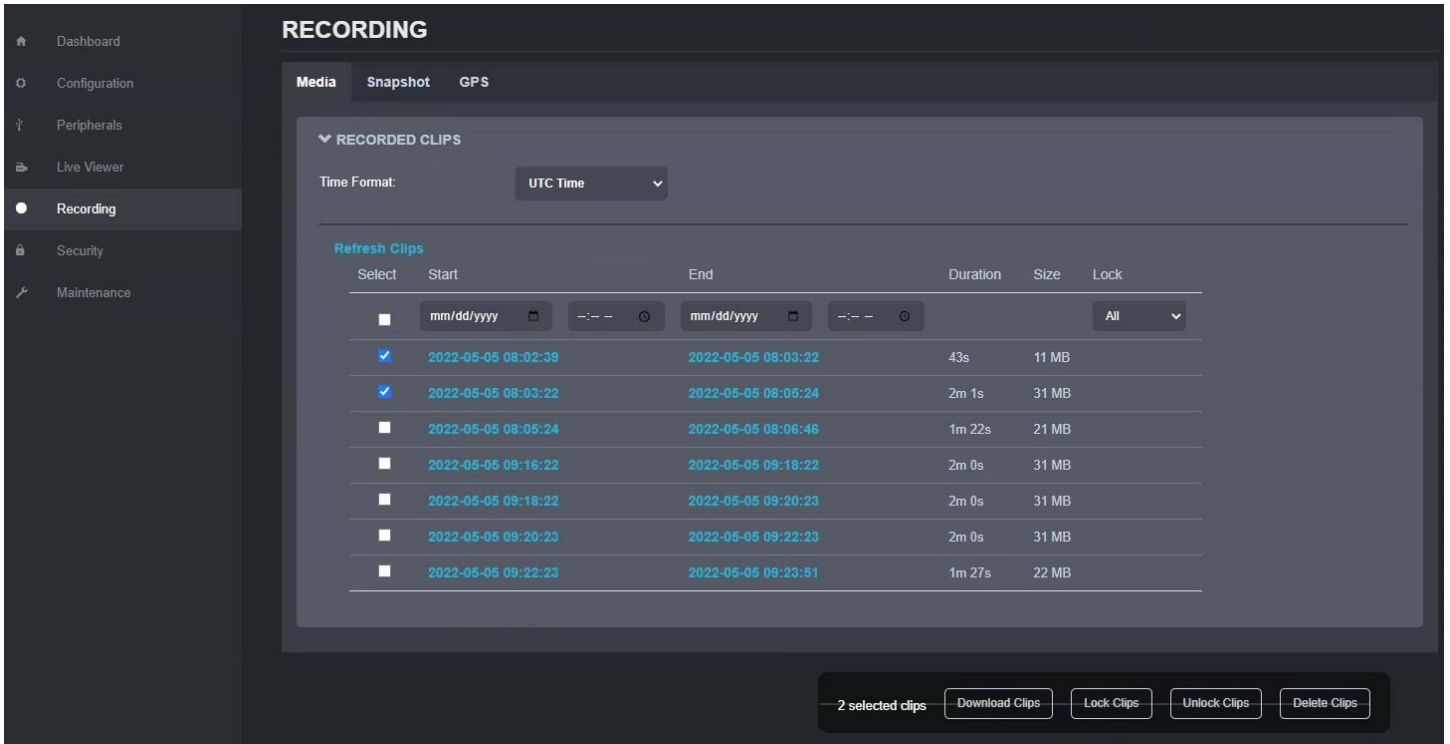 RECORDING
Dashboard
Configuration
Peripherals
Live Viewer
Recording
Security
Maintenance
Media Snapshot GPS
RECORDED CLIPS
Time Format: UTC Time
Refresh Clips
Select Start End Duration Size Lock
mm/dd/yyyy --:-- -- mm/dd/yyyy --:-- -- All
2022-05-05 08:02:39 2022-05-05 08:03:22 43s 11 MB
2022-05-05 08:03:22 2022-05-05 08:05:24 2m 1s 31 MB
2022-05-05 08:05:24 2022-05-05 08:06:46 1m 22s 21 MB
2022-05-05 09:16:22 2022-05-05 09:18:22 2m 0s 31 MB
2022-05-05 09:18:22 2022-05-05 09:20:23 2m 0s 31 MB
2022-05-05 09:20:23 2022-05-05 09:22:23 2m 0s 31 MB
2022-05-05 09:22:23 2022-05-05 09:23:51 1m 27s 22 MB
2 selected clips Download Clips Lock Clips Unlock Clips Delete Clips